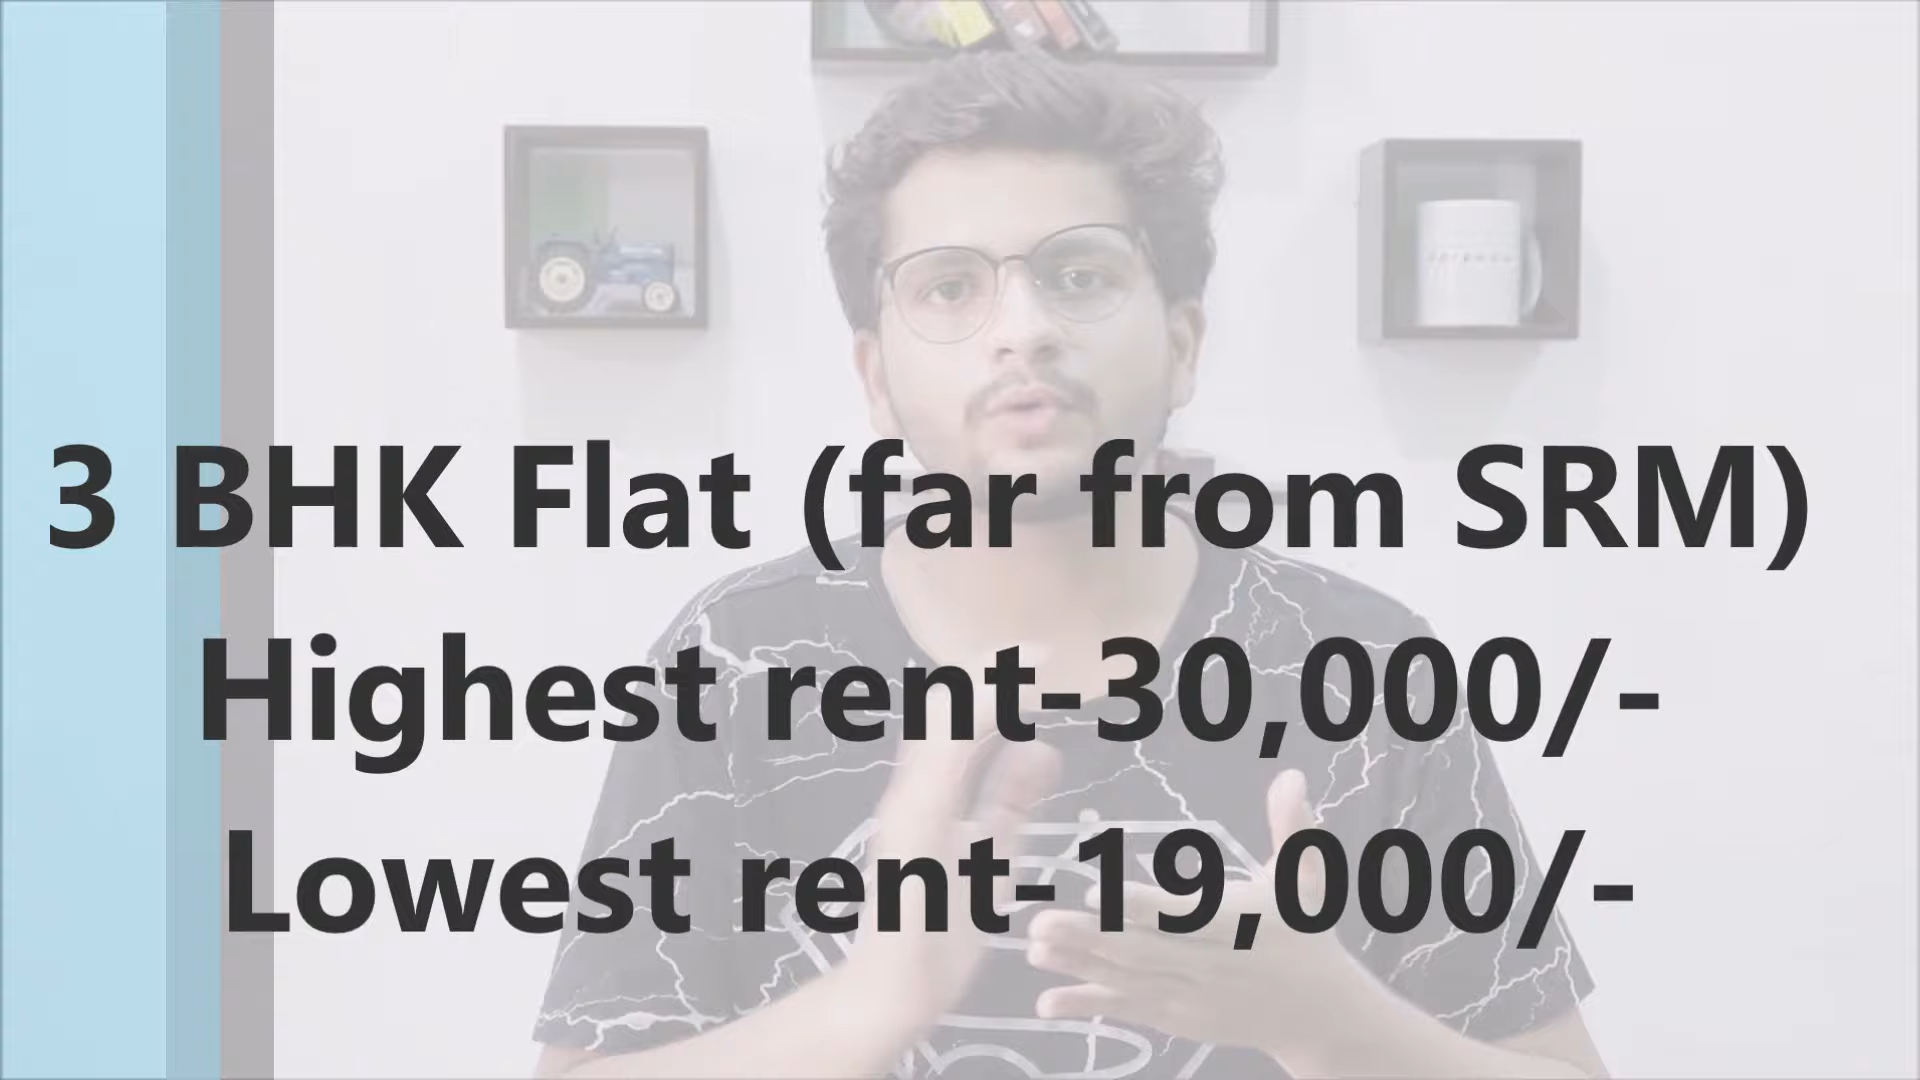 3 BHK Flat (far from SRM)
Highest rent-30,000/-
Lowest rent-19,000/-